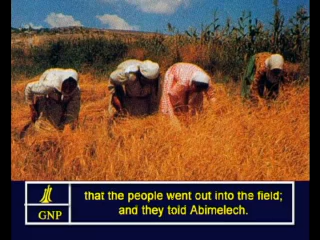 that the people went out into the field;
and they told Abimelech.
GNP